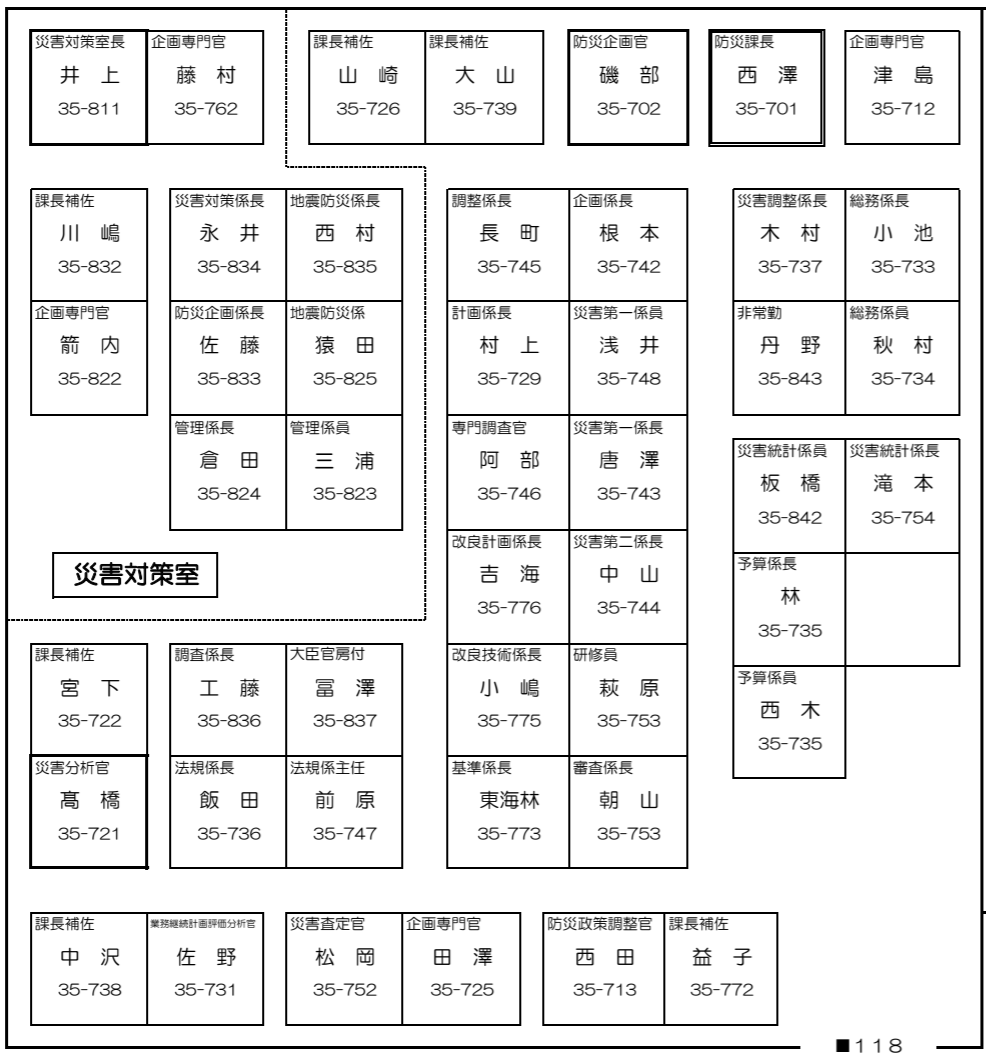 災害対策室長
井 上
35-811
企画専門官
藤 村
35-762
課長補佐
山 崎
35-726
課長補佐
大 山
35-739
防災企画官
磯 部
35-702
防災課長
西 澤
35-701
企画専門官
津 島
35-712
課長補佐
川 嶋
35-832
企画専門官
箭 内
35-822
災害対策係長
永 井
35-834
地震防災係長
西 村
35-835
防災企画係長
佐 藤
35-833
地震防災係
猿 田
35-825
管理係長
倉 田
35-824
管理係員
三 浦
35-823
災害対策室
調整係長
長 町
35-745
企画係長
根 本
35-742
計画係長
村 上
35-729
災害第一係員
浅 井
35-748
専門調査官
阿 部
35-746
災害第一係長
唐 澤
35-743
改良計画係長
吉 海
35-776
災害第二係長
中 山
35-744
改良技術係長
小 嶋
35-775
研修員
萩 原
35-753
基準係長
東海林
35-773
審査係長
朝 山
35-753
災害調整係長
木 村
35-737
総務係長
小 池
35-733
非常勤
丹 野
35-843
総務係員
秋 村
35-734
災害統計係員
板 橋
35-842
災害統計係長
滝 本
35-754
予算係長
林
35-735
予算係員
西 木
35-735
課長補佐
宮 下
35-722
災害分析官
髙 橋
35-721
調査係長
工 藤
35-836
大臣官房付
冨 澤
35-837
法規係長
飯 田
35-736
法規係主任
前 原
35-747
課長補佐
中 沢
35-738
業務継続計画評価分析官
佐 野
35-731
災害査定官
松 岡
35-752
企画専門官
田 澤
35-725
防災政策調整官
西 田
35-713
課長補佐
益 子
35-772
■118